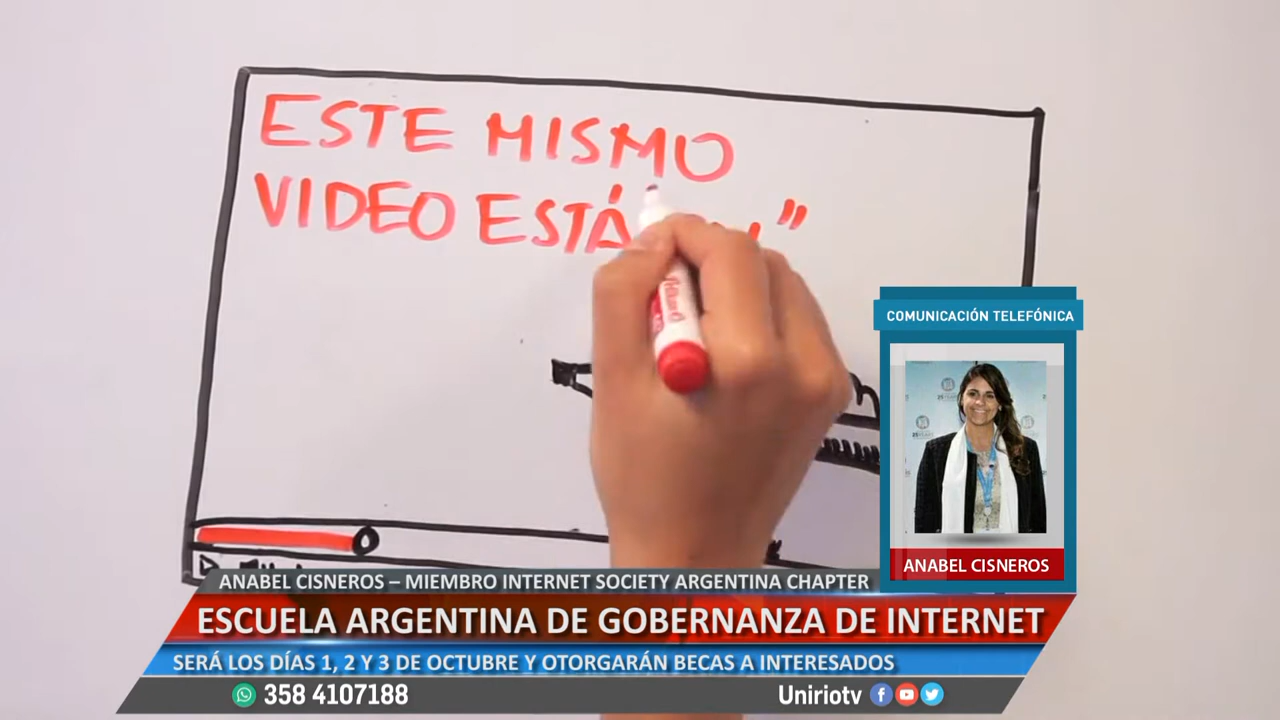 ESTE MISMO
VIDEO ESTÁ "
COMUNICACIÓN TELEFÓNICA
25
ANABEL CISNEROS
ANABEL CISNEROS – MIEMBRO INTERNET SOCIETY ARGENTINA CHAPTER
ESCUELA ARGENTINA DE GOBERNANZA DE INTERNET
SERÁ LOS DÍAS 1, 2 Y 3 DE OCTUBRE Y OTORGARÁN BECAS A INTERESADOS
358 4107188
Uniriotv